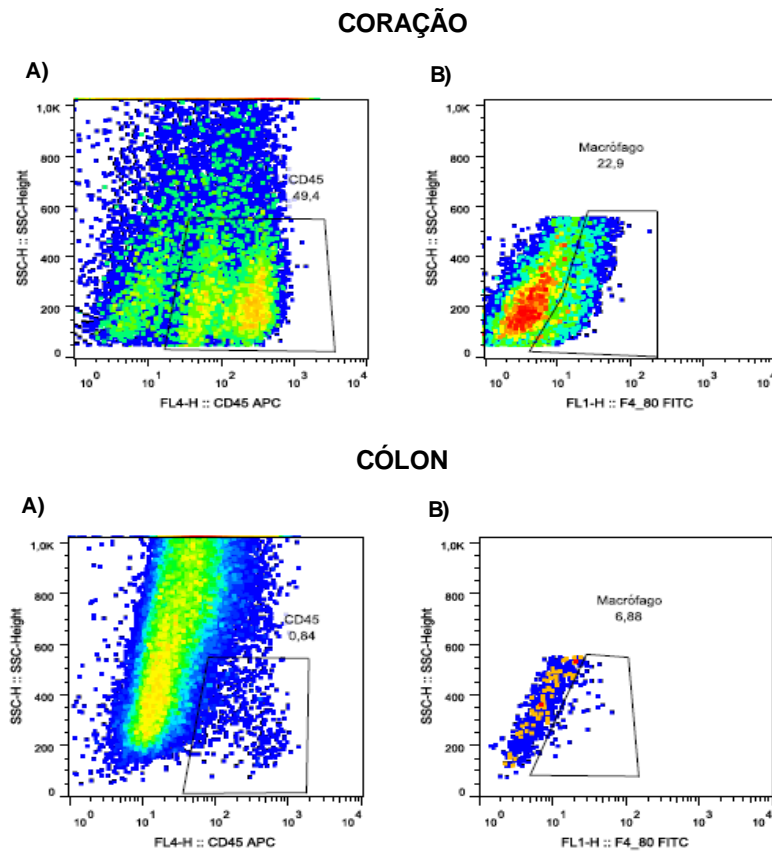 CORAÇÃO
A)
B)
1,0K
800
600
400
200
0
SSC-H :: SSC-Height
CD45
49,4
10^0 10^1 10^2 10^3 10^4
FL4-H :: CD45 APC
1,0K
800
600
400
200
0
SSC-H :: SSC-Height
Macrófago
22,9
10^0 10^1 10^2 10^3 10^4
FL1-H :: F4_80 FITC
CÓLON
A)
B)
1,0K
800
600
400
200
0
SSC-H :: SSC-Height
CD45
0,84
10^0 10^1 10^2 10^3 10^4
FL4-H :: CD45 APC
1,0K
800
600
400
200
0
SSC-H :: SSC-Height
Macrófago
6,88
10^0 10^1 10^2 10^3 10^4
FL1-H :: F4_80 FITC